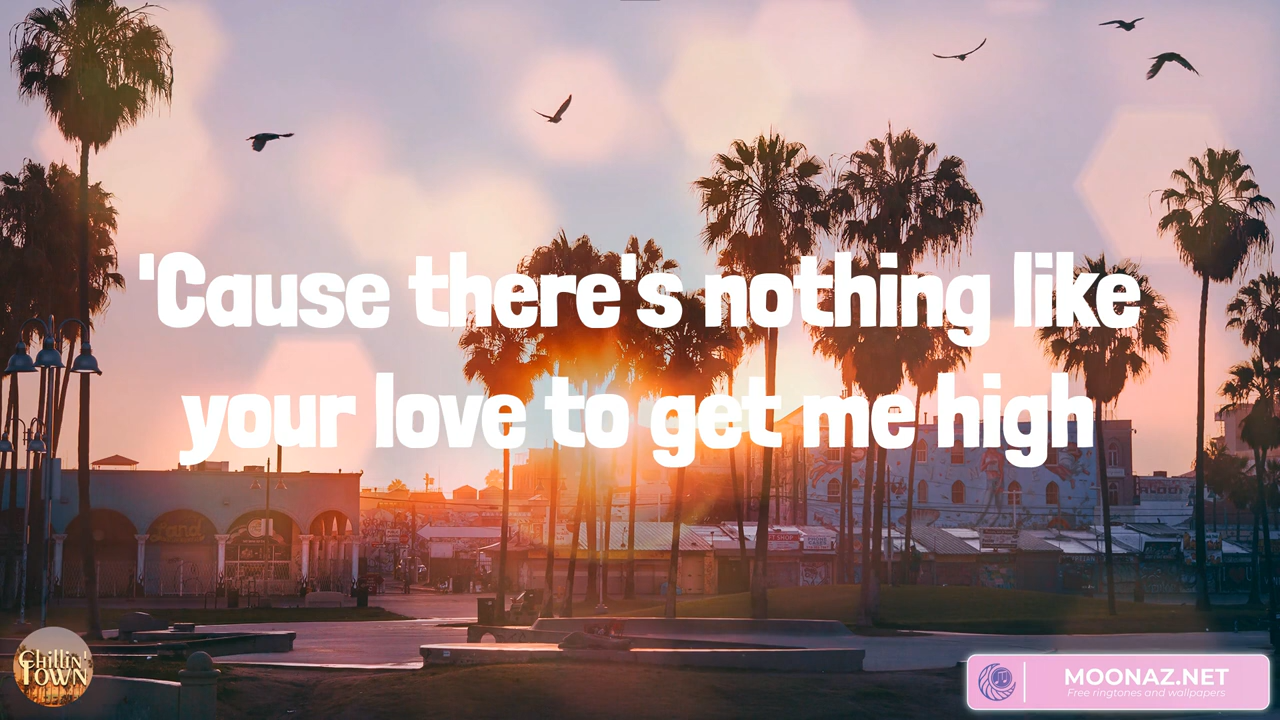 'Cause there's nothing like
your love to get me high
Chillin'
TOWN
MOONAZ.NET
Free ringtones and wallpapers